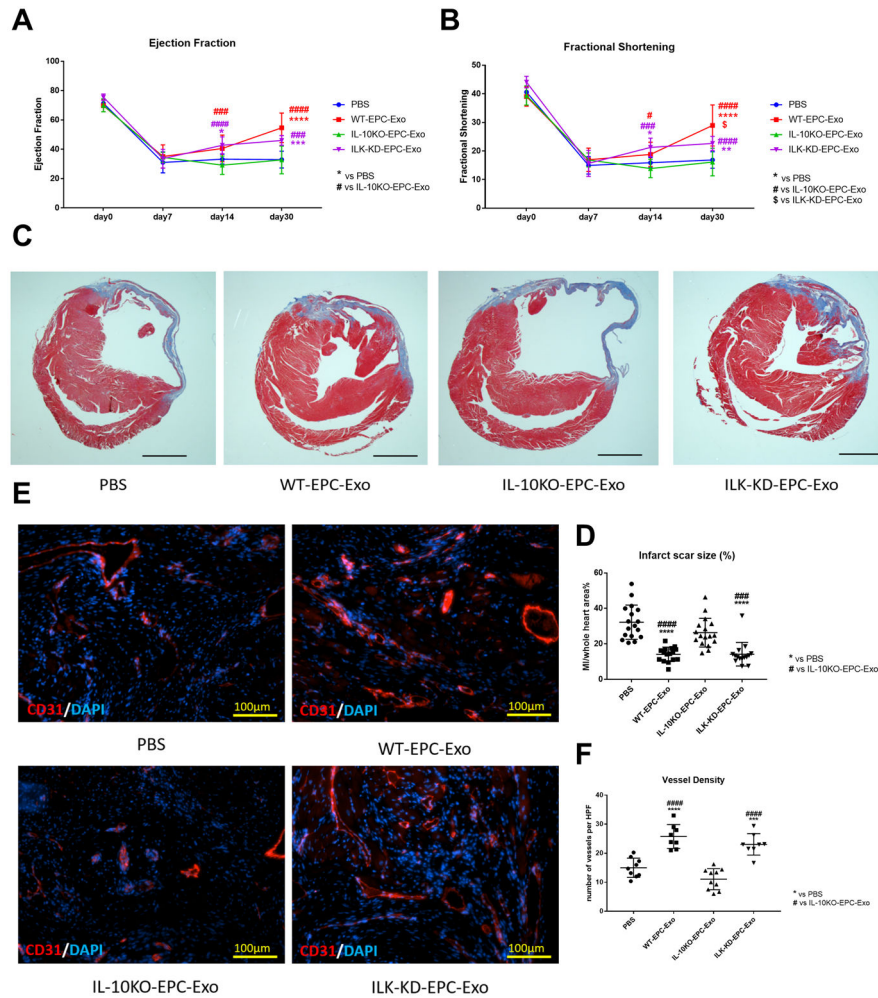 A
Ejection Fraction
Ejection Fraction
100
80
60
40
20
0
day0
day7
day14
day30
###
####
*
####
****
###
***
PBS
WT-EPC-Exo
IL-10KO-EPC-Exo
ILK-KD-EPC-Exo
* vs PBS
# vs IL-10KO-EPC-Exo
B
Fractional Shortening
Fractional Shortening
50
40
30
20
10
0
day0
day7
day14
day30
#
###
*
####
****
$
####
**
PBS
WT-EPC-Exo
IL-10KO-EPC-Exo
ILK-KD-EPC-Exo
* vs PBS
# vs IL-10KO-EPC-Exo
$ vs ILK-KD-EPC-Exo
C
PBS
WT-EPC-Exo
IL-10KO-EPC-Exo
ILK-KD-EPC-Exo
E
CD31/DAPI
100μm
PBS
CD31/DAPI
100μm
WT-EPC-Exo
CD31/DAPI
100μm
IL-10KO-EPC-Exo
CD31/DAPI
100μm
ILK-KD-EPC-Exo
D
Infarct scar size (%)
MI/whole heart area%
60
40
20
0
####
****
###
****
PBS
WT-EPC-Exo
IL-10KO-EPC-Exo
ILK-KD-EPC-Exo
* vs PBS
# vs IL-10KO-EPC-Exo
F
Vessel Density
number of vessels per HPF
40
30
20
10
0
####
****
####
***
PBS
WT-EPC-Exo
IL-10KO-EPC-Exo
ILK-KD-EPC-Exo
* vs PBS
# vs IL-10KO-EPC-Exo